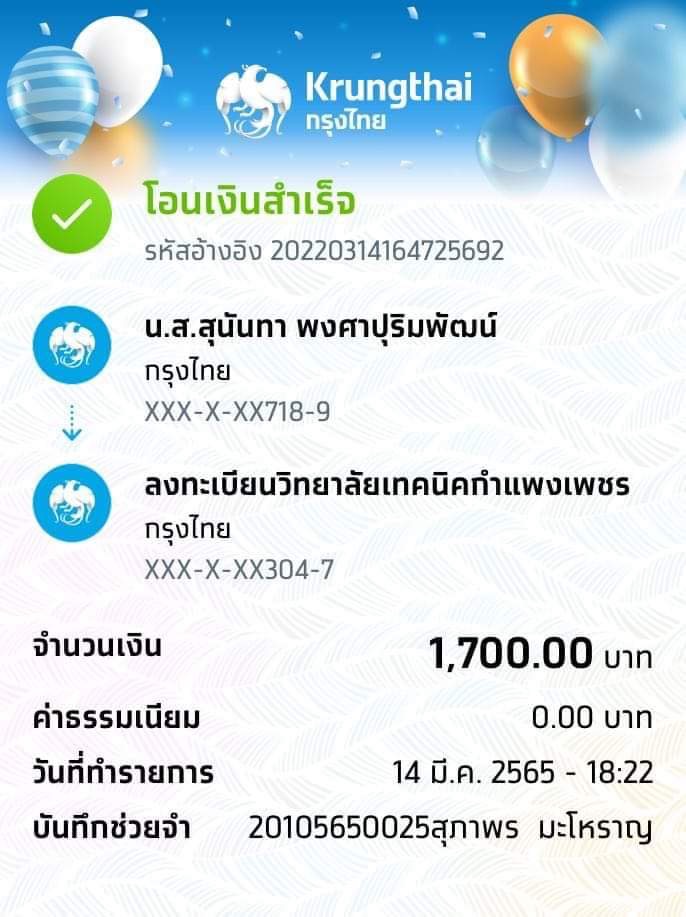 Krungthai
กรุงไทย
โอนเงินสำเร็จ
รหัสอ้างอิง 20220314164725692
น.ส.สุนันทา พงศาปุริมพัฒน์
กรุงไทย
XXX-X-XX718-9
ลงทะเบียนวิทยาลัยเทคนิคกำแพงเพชร
กรุงไทย
XXX-X-XX304-7
จำนวนเงิน 1,700.00 บาท
ค่าธรรมเนียม 0.00 บาท
วันที่ทำรายการ 14 มี.ค. 2565 - 18:22
บันทึกช่วยจำ 20105650025สุภาพร มะโหราญ